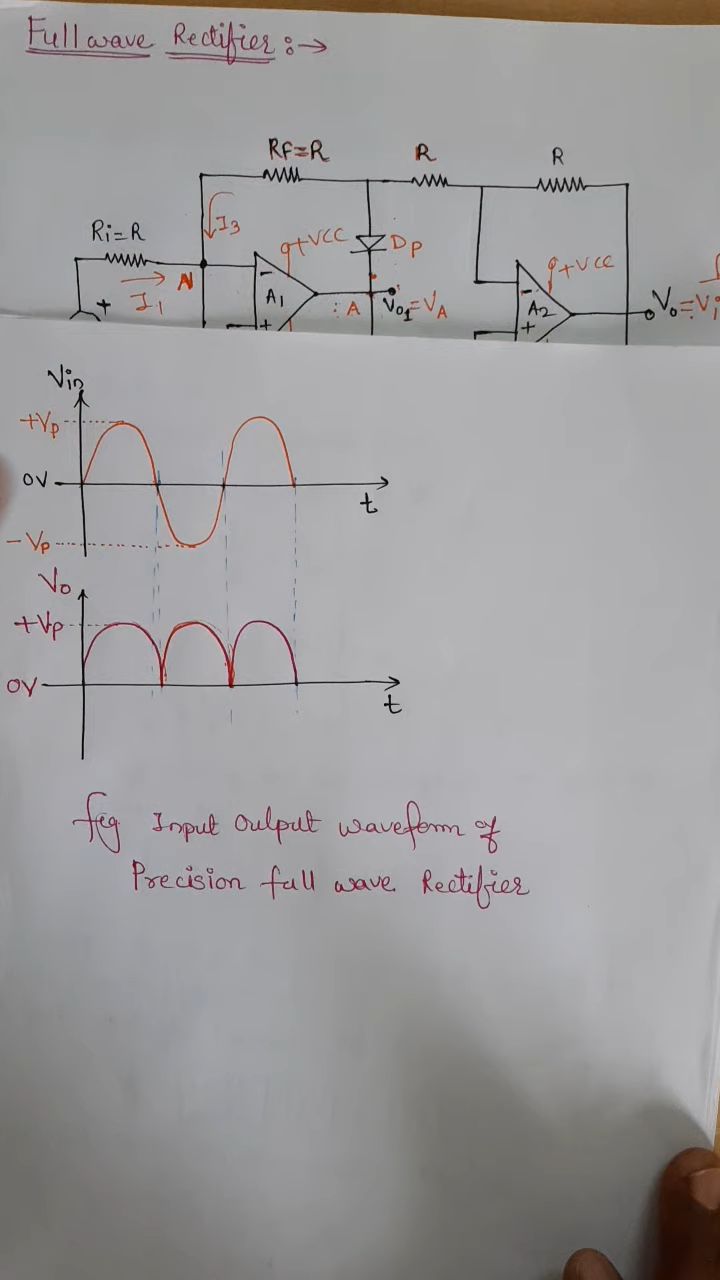 Full wave Rectifier :→
RF=R
R
R
Ri=R
I3
+VCC
DP
+VCC
N
−
A1
+
I1
+
: A
Vo1=VA
−
A2
+
Vo=Vi
Vin
+Vp
0V
t
−Vp
Vo
+Vp
0V
t
fig Input Output waveform of
Precision full wave Rectifier